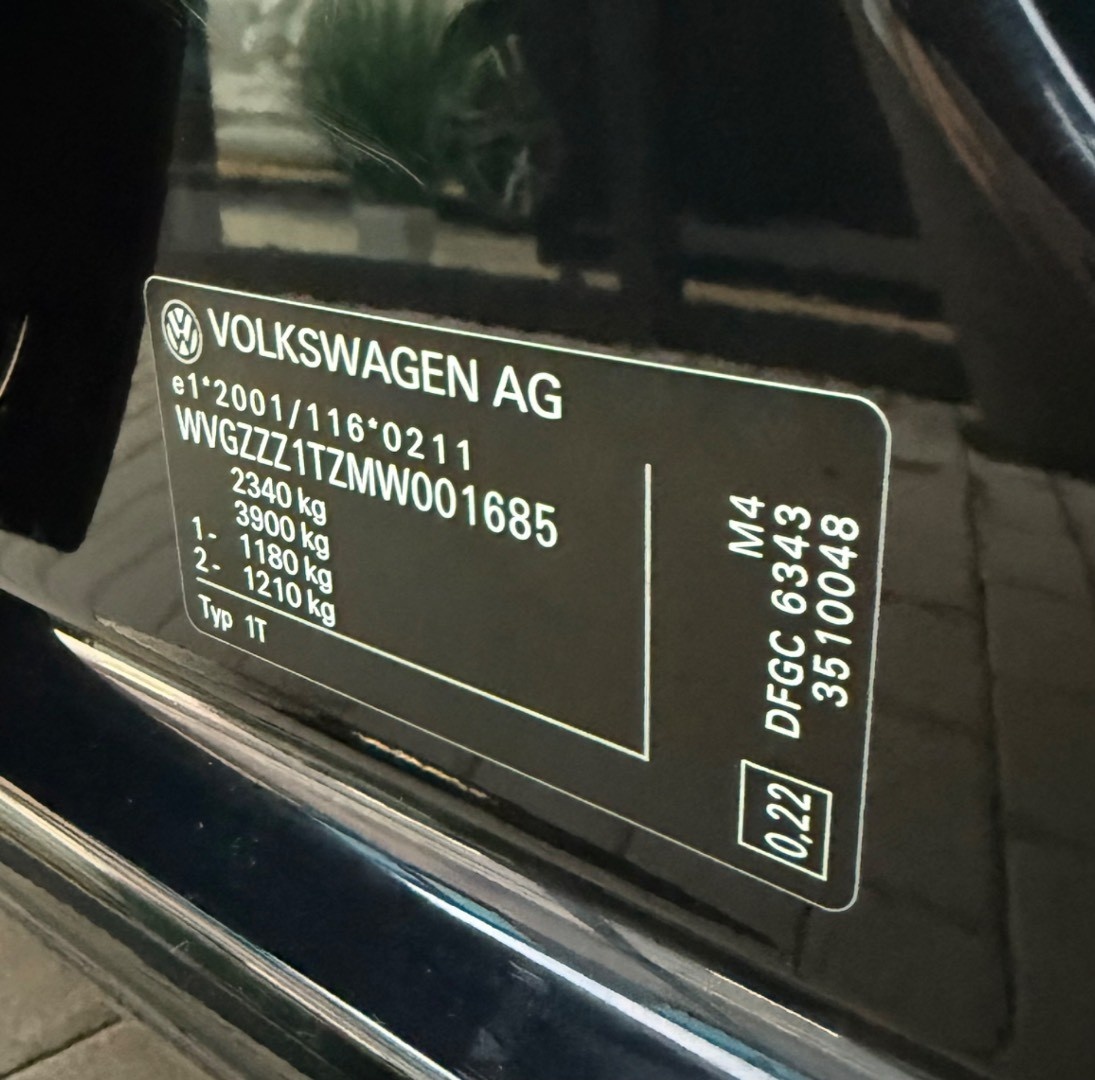 VOLKSWAGEN AG
e1*2001/116*0211
WVGZZZ1TZMW001685
2340 kg
3900 kg
1- 1180 kg
2- 1210 kg
Typ 1T
M4
DFGC 6343
3510048
0,22